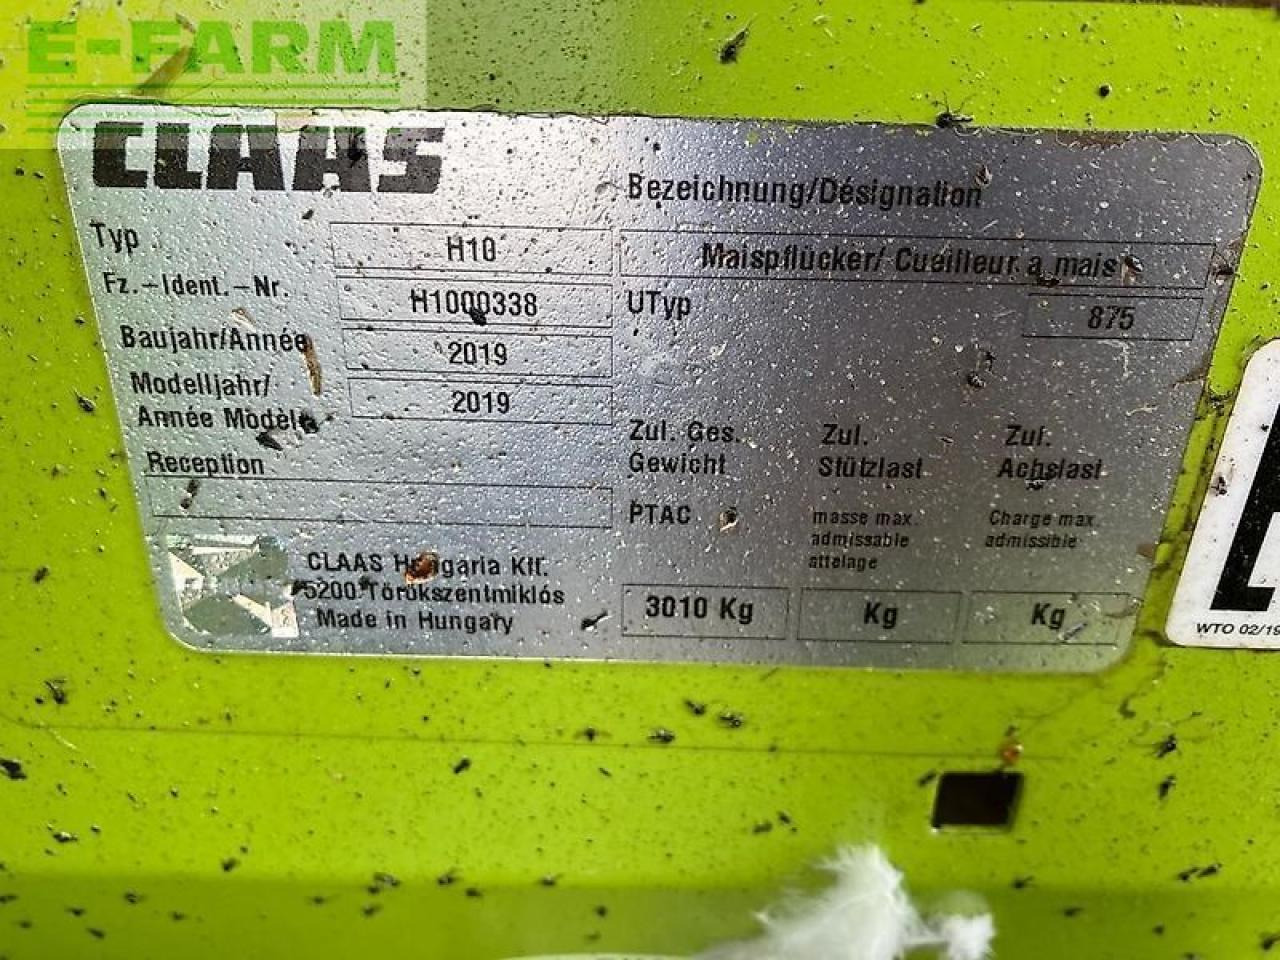 E-FARM
CLAAS
Bezeichnung/Désignation
Typ
H10
Maispflücker/ Cueilleur a mais
Fz.-Ident.-Nr.
H1000338
UTyp
875
Baujahr/Année
2019
Modelljahr/
Année Modèle
2019
Reception
Zul. Ges.
Gewicht
PTAC
3010 Kg
Zul.
Stützlast
masse max.
admissable
attelage
Kg
Zul.
Achslast
Charge max.
admissible
Kg
CLAAS Hungaria Kft.
5200 Törökszentmiklós
Made in Hungary
WTO 02/19